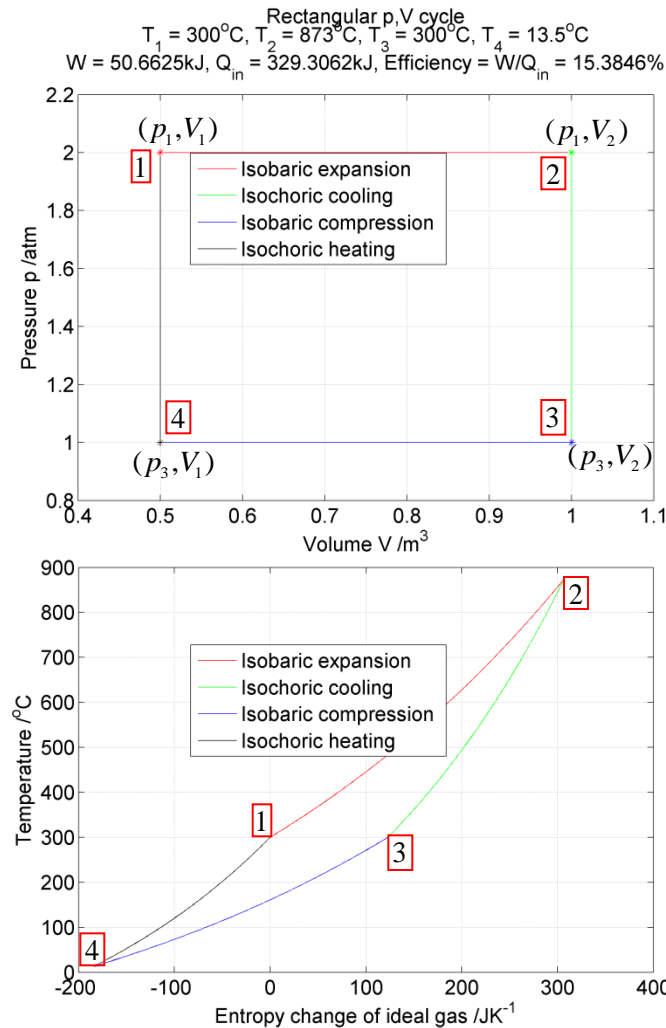 Rectangular p,V cycle
T₁ = 300°C, T₂ = 873°C, T₃ = 300°C, T₄ = 13.5°C
W = 50.6625kJ, Qᵢₙ = 329.3062kJ, Efficiency = W/Qᵢₙ = 15.3846%
2.2
2
1.8
1.6
1.4
1.2
1
0.8
Pressure p /atm
(p₁,V₁)
(p₁,V₂)
1
2
Isobaric expansion
Isochoric cooling
Isobaric compression
Isochoric heating
4
3
(p₃,V₁)
(p₃,V₂)
0.4 0.5 0.6 0.7 0.8 0.9 1 1.1
Volume V /m³
900
800
700
600
500
400
300
200
100
0
Temperature /°C
2
Isobaric expansion
Isochoric cooling
Isobaric compression
Isochoric heating
1
3
4
-200 -100 0 100 200 300 400
Entropy change of ideal gas /JK⁻¹